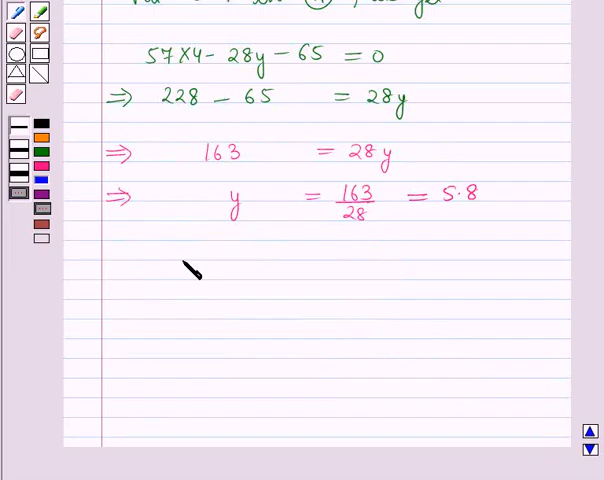 57×4 - 28y - 65 = 0
⇒ 228 - 65 = 28y
⇒ 163 = 28y
⇒ y = 163/28 = 5.8